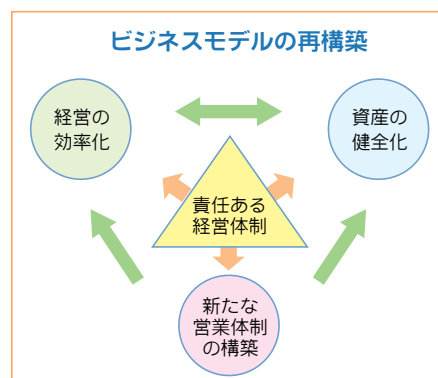 ビジネスモデルの再構築
経営の
効率化
資産の
健全化
責任ある
経営体制
新たな
営業体制
の構築